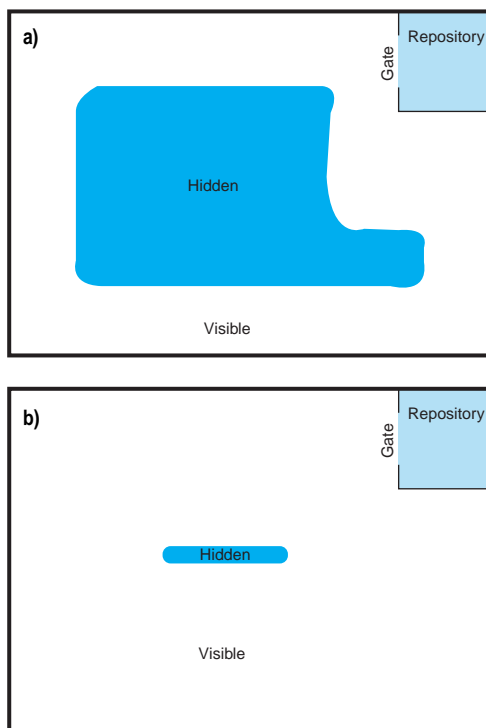 a)
Repository
Gate
Hidden
Visible
b)
Repository
Gate
Hidden
Visible